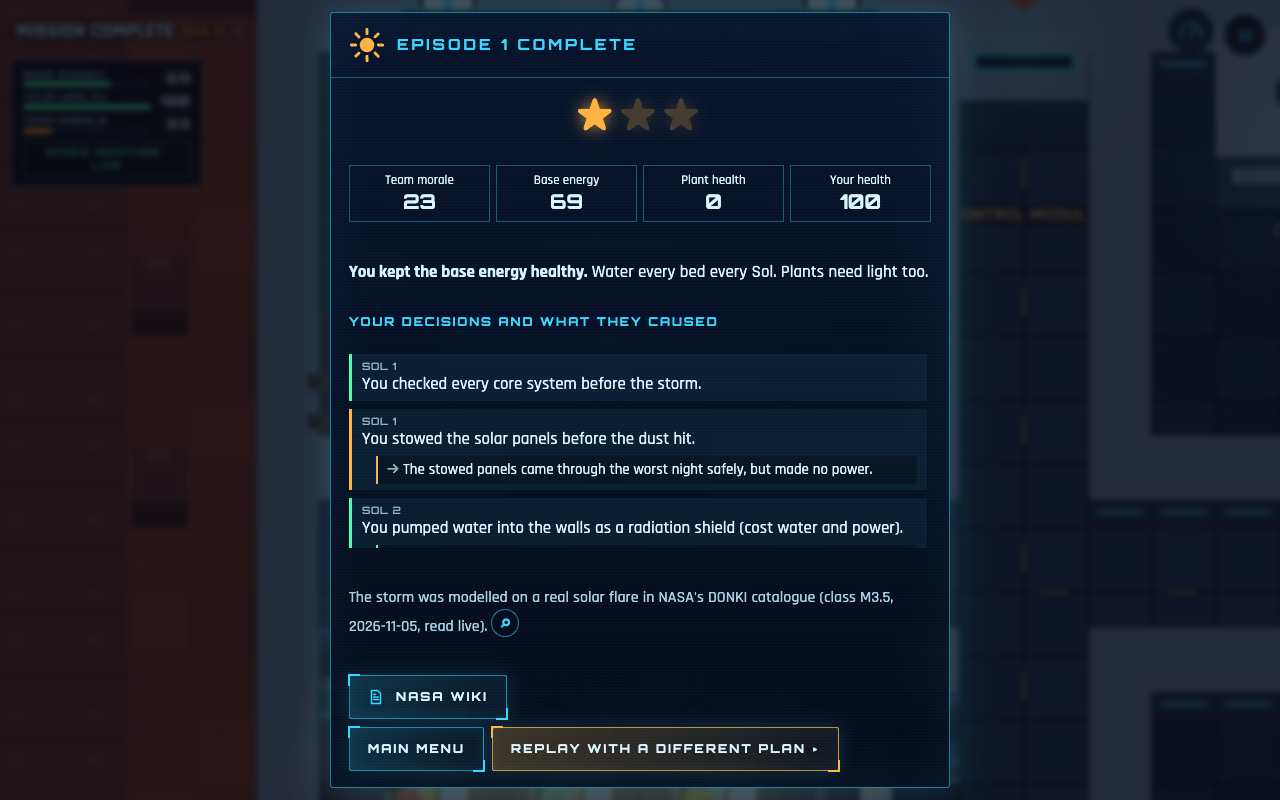 MISSION COMPLETE
EPISODE 1 COMPLETE
Team morale
23
Base energy
69
Plant health
0
Your health
100
You kept the base energy healthy. Water every bed every Sol. Plants need light too.
YOUR DECISIONS AND WHAT THEY CAUSED
SOL 1
You checked every core system before the storm.
SOL 1
You stowed the solar panels before the dust hit.
→ The stowed panels came through the worst night safely, but made no power.
SOL 2
You pumped water into the walls as a radiation shield (cost water and power).
The storm was modelled on a real solar flare in NASA's DONKI catalogue (class M3.5,
2026-11-05, read live).
NASA WIKI
MAIN MENU
REPLAY WITH A DIFFERENT PLAN ▸